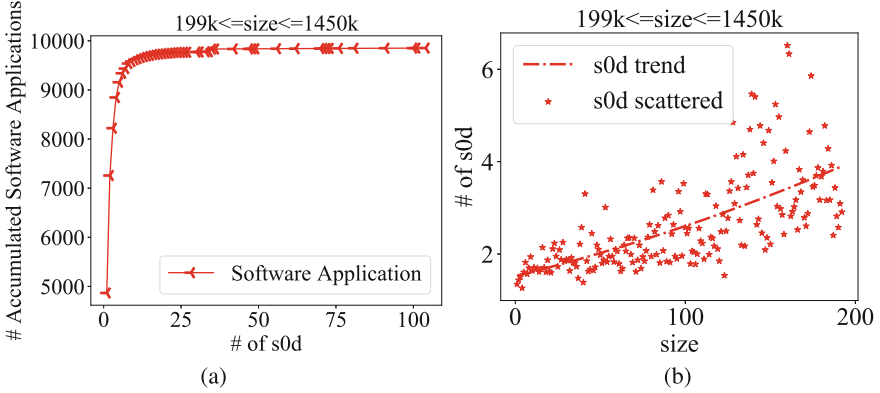 199k<=size<=1450k
# Accumulated Software Applications
10000
9000
8000
7000
6000
5000
Software Application
0
25
50
75
100
# of s0d
(a)
199k<=size<=1450k
# of s0d
6
4
2
s0d trend
s0d scattered
0
100
200
size
(b)